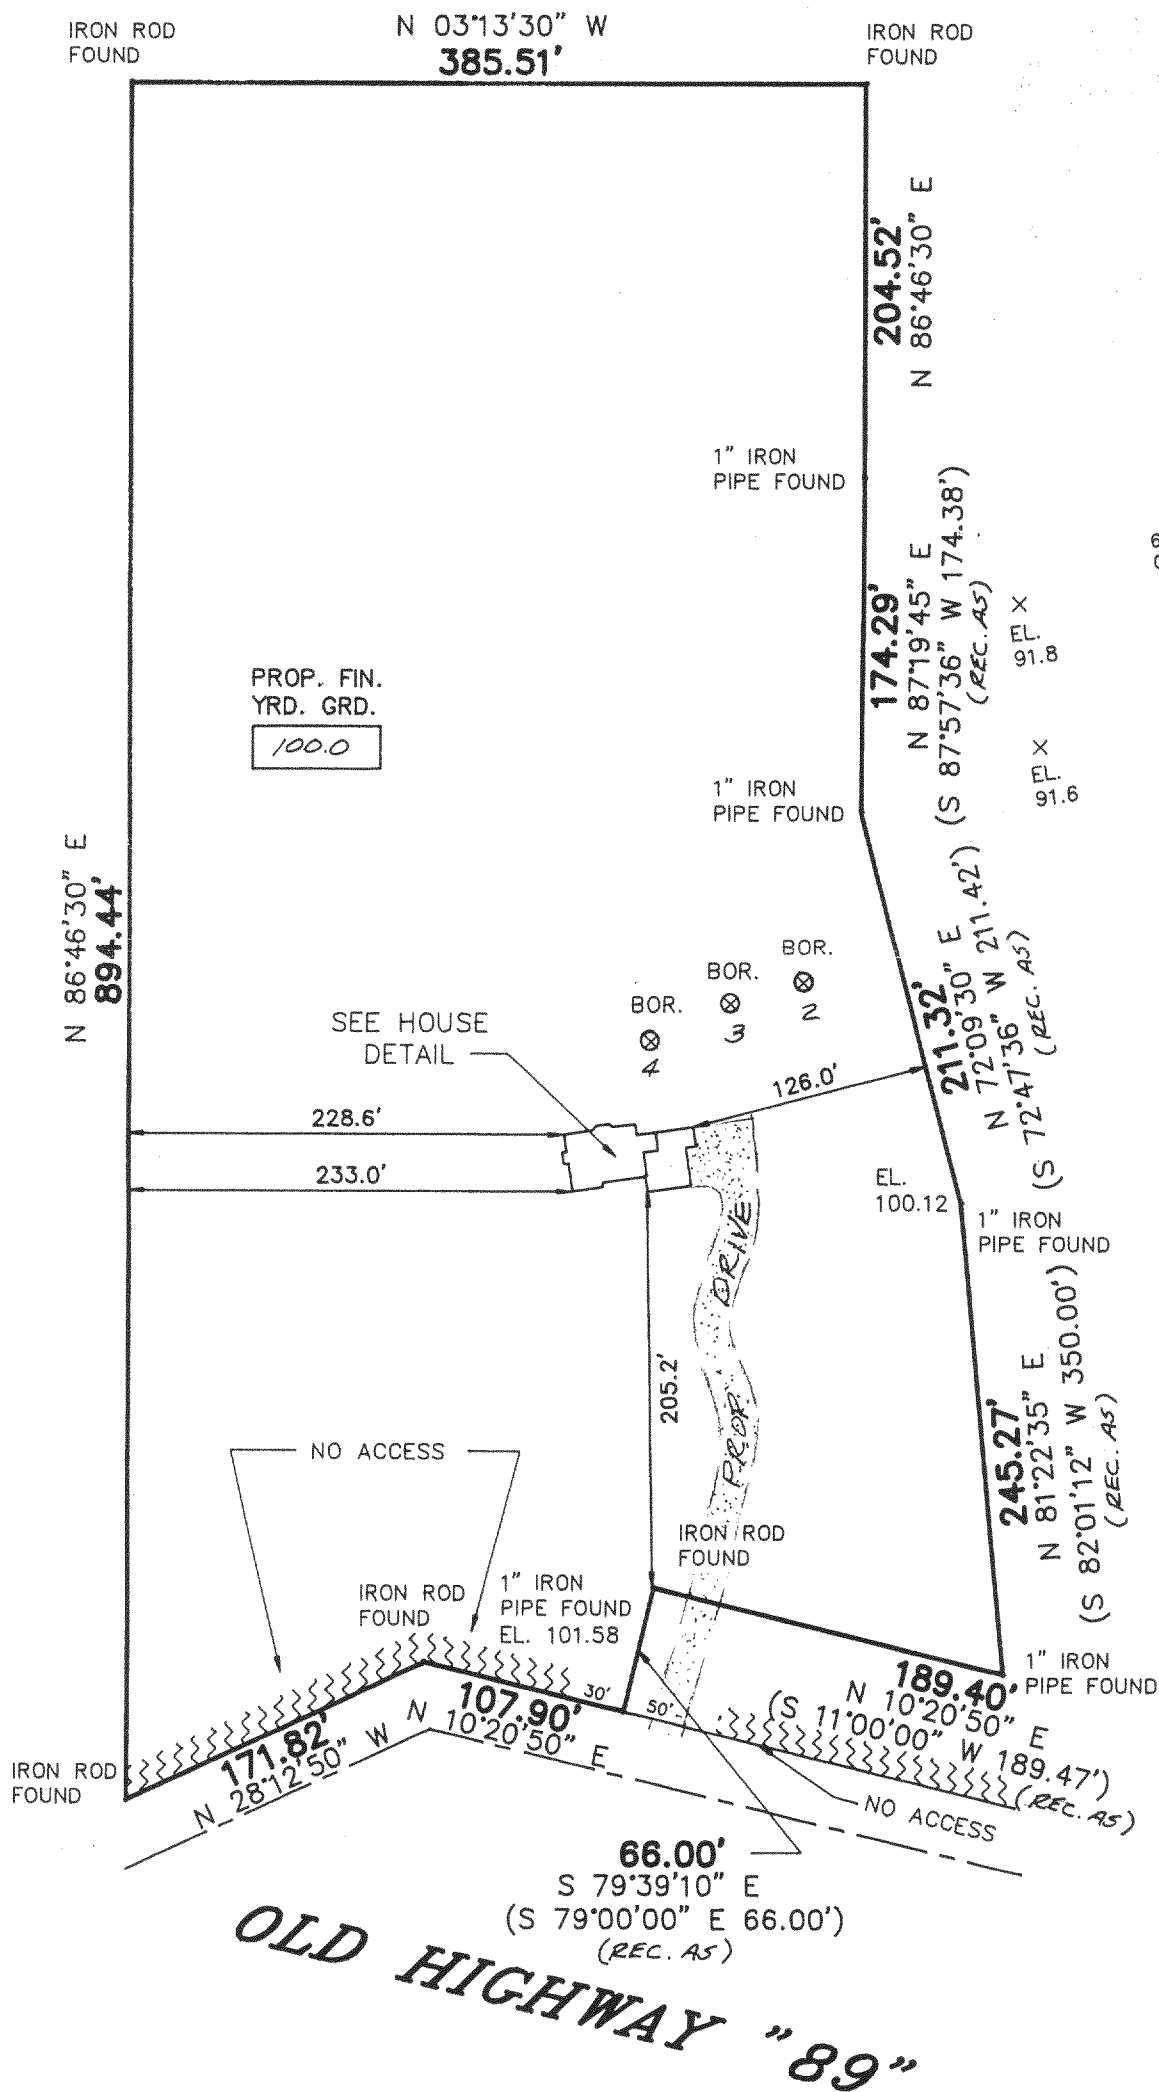 IRON ROD
FOUND
N 03°13'30" W
385.51'
IRON ROD
FOUND
204.52'
N 86°46'30" E
1" IRON
PIPE FOUND
174.29'
N 87°19'45" E
(S 87°57'36" W 174.38')
(REC. AS)
×
EL.
91.8
PROP. FIN.
YRD. GRD.
100.0
×
EL.
91.6
1" IRON
PIPE FOUND
N 86°46'30" E
894.44'
BOR.
2
BOR.
3
BOR.
4
211.32'
N 72°09'30" E
(S 72°47'36" W 211.42')
(REC. AS)
SEE HOUSE
DETAIL
126.0'
228.6'
233.0'
EL.
100.12
1" IRON
PIPE FOUND
PROP. DRIVE
205.2'
245.27'
N 81°22'35" E
(S 82°01'12" W 350.00')
(REC. AS)
NO ACCESS
IRON ROD
FOUND
IRON ROD
FOUND
1" IRON
PIPE FOUND
EL. 101.58
1" IRON
PIPE FOUND
189.40'
N 10°20'50" E
(S 11°00'00" W 189.47')
(REC. AS)
30'
50'
107.90'
N 10°20'50" E
171.82'
N 28°12'50" W
IRON ROD
FOUND
NO ACCESS
66.00'
S 79°39'10" E
(S 79°00'00" E 66.00')
(REC. AS)
OLD HIGHWAY "89"